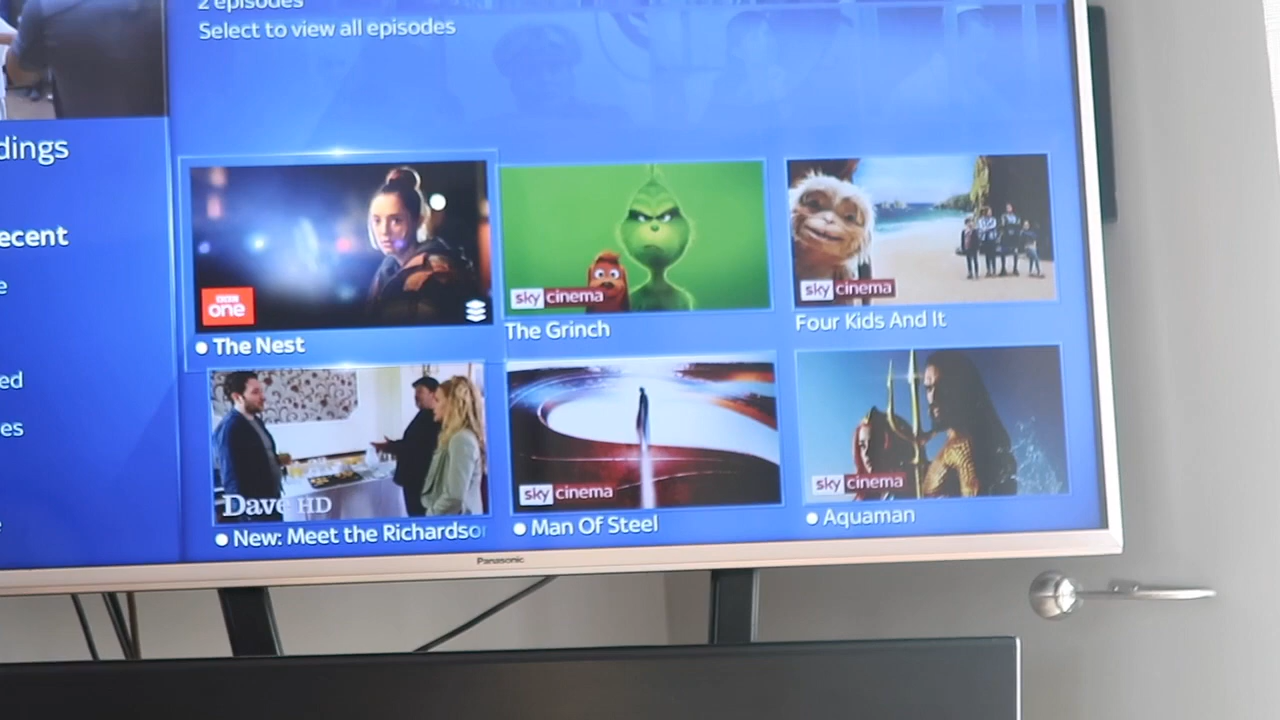 2 episodes
Select to view all episodes
dings
ecent
e
ed
es
BBC
one
The Nest
sky cinema
The Grinch
sky cinema
Four Kids And It
Dave HD
New: Meet the Richardso
sky cinema
Man Of Steel
sky cinema
Aquaman
Panasonic